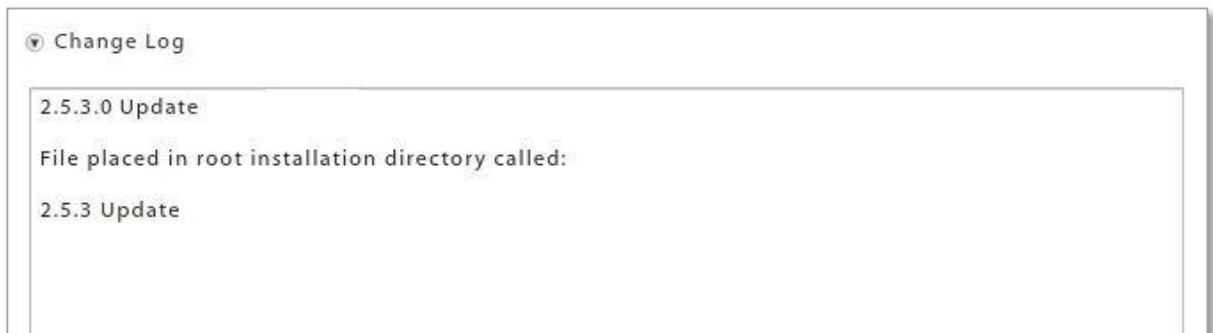 Change Log
2.5.3.0 Update
File placed in root installation directory called:
2.5.3 Update